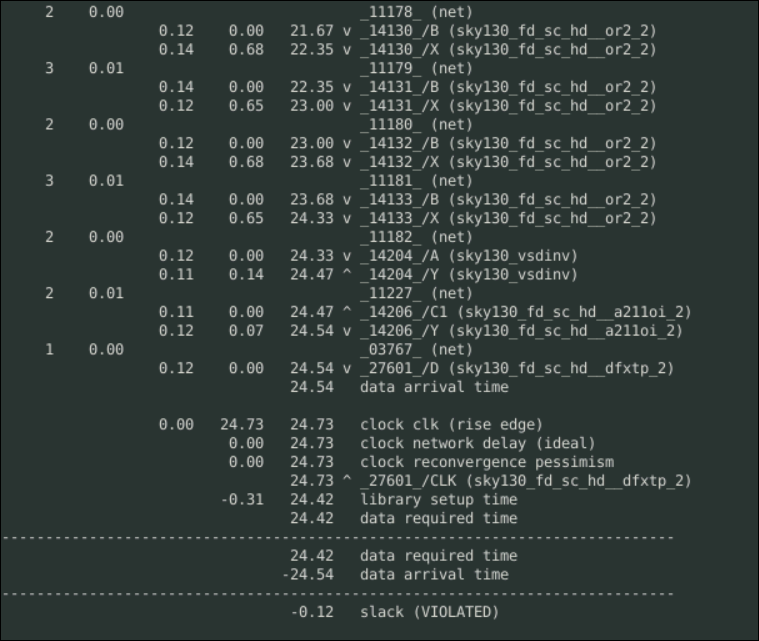 2 0.00 _11178_ (net)
0.12 0.00 21.67 v _14130_/B (sky130_fd_sc_hd__or2_2)
0.14 0.68 22.35 v _14130_/X (sky130_fd_sc_hd__or2_2)
3 0.01 _11179_ (net)
0.14 0.00 22.35 v _14131_/B (sky130_fd_sc_hd__or2_2)
0.12 0.65 23.00 v _14131_/X (sky130_fd_sc_hd__or2_2)
2 0.00 _11180_ (net)
0.12 0.00 23.00 v _14132_/B (sky130_fd_sc_hd__or2_2)
0.14 0.68 23.68 v _14132_/X (sky130_fd_sc_hd__or2_2)
3 0.01 _11181_ (net)
0.14 0.00 23.68 v _14133_/B (sky130_fd_sc_hd__or2_2)
0.12 0.65 24.33 v _14133_/X (sky130_fd_sc_hd__or2_2)
2 0.00 _11182_ (net)
0.12 0.00 24.33 v _14204_/A (sky130_vsdinv)
0.11 0.14 24.47 ^ _14204_/Y (sky130_vsdinv)
2 0.01 _11227_ (net)
0.11 0.00 24.47 ^ _14206_/C1 (sky130_fd_sc_hd__a211oi_2)
0.12 0.07 24.54 v _14206_/Y (sky130_fd_sc_hd__a211oi_2)
1 0.00 _03767_ (net)
0.12 0.00 24.54 v _27601_/D (sky130_fd_sc_hd__dfxtp_2)
24.54 data arrival time
0.00 24.73 24.73 clock clk (rise edge)
0.00 24.73 clock network delay (ideal)
0.00 24.73 clock reconvergence pessimism
24.73 ^ _27601_/CLK (sky130_fd_sc_hd__dfxtp_2)
-0.31 24.42 library setup time
24.42 data required time
-----------------------------------------------------------------------------
24.42 data required time
-24.54 data arrival time
-----------------------------------------------------------------------------
-0.12 slack (VIOLATED)